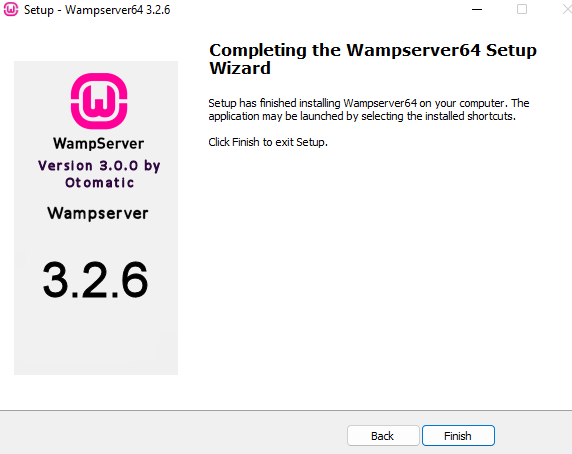 Setup - Wampserver64 3.2.6
Completing the Wampserver64 Setup
Wizard
WampServer
Version 3.0.0 by
Otomatic
Wampserver
3.2.6
Setup has finished installing Wampserver64 on your computer. The
application may be launched by selecting the installed shortcuts.
Click Finish to exit Setup.
Back
Finish